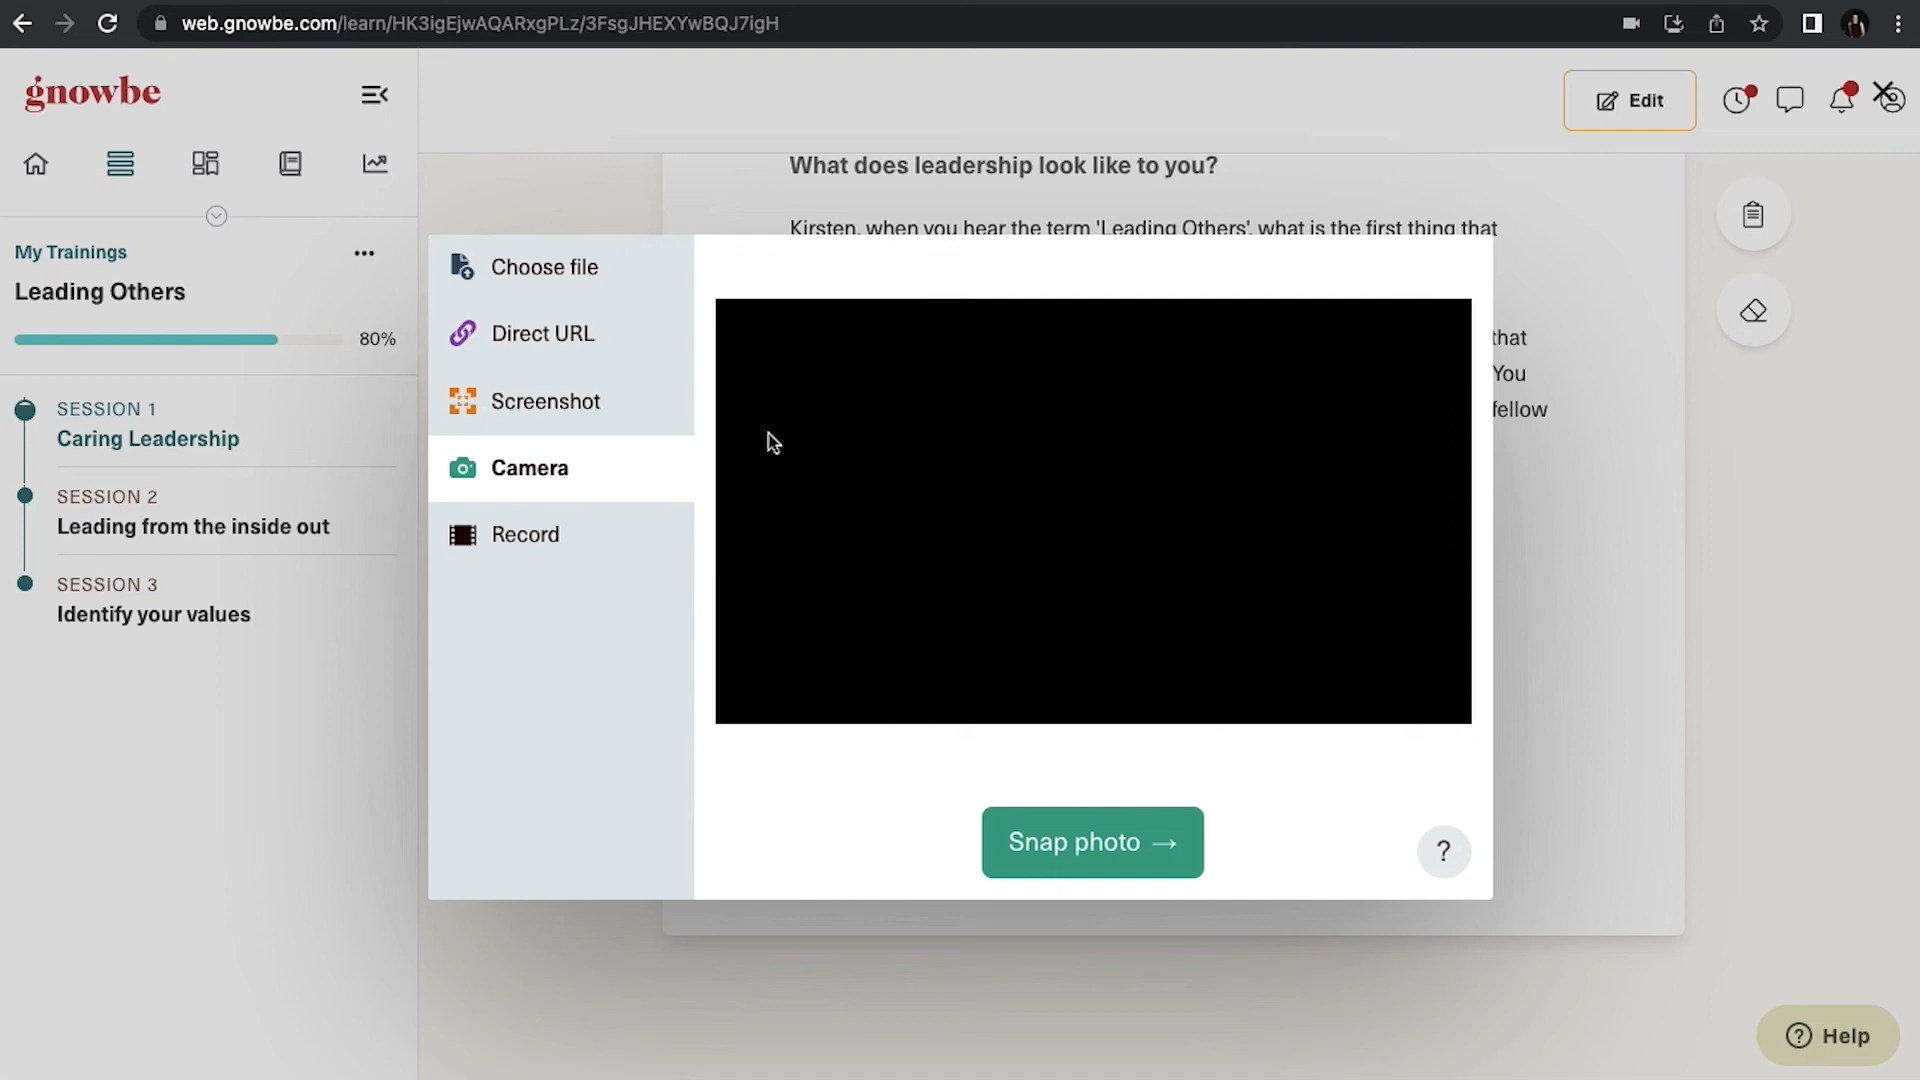 web.gnowbe.com/learn/HK3igEjwAQARxgPLz/3FsgJHEXYwBQJ7igH
gnowbe
Edit
My Trainings
Leading Others
80%
SESSION 1
Caring Leadership
SESSION 2
Leading from the inside out
SESSION 3
Identify your values
What does leadership look like to you?
Kirsten, when you hear the term 'Leading Others', what is the first thing that
that
You
fellow
Choose file
Direct URL
Screenshot
Camera
Record
Snap photo →
?
? Help